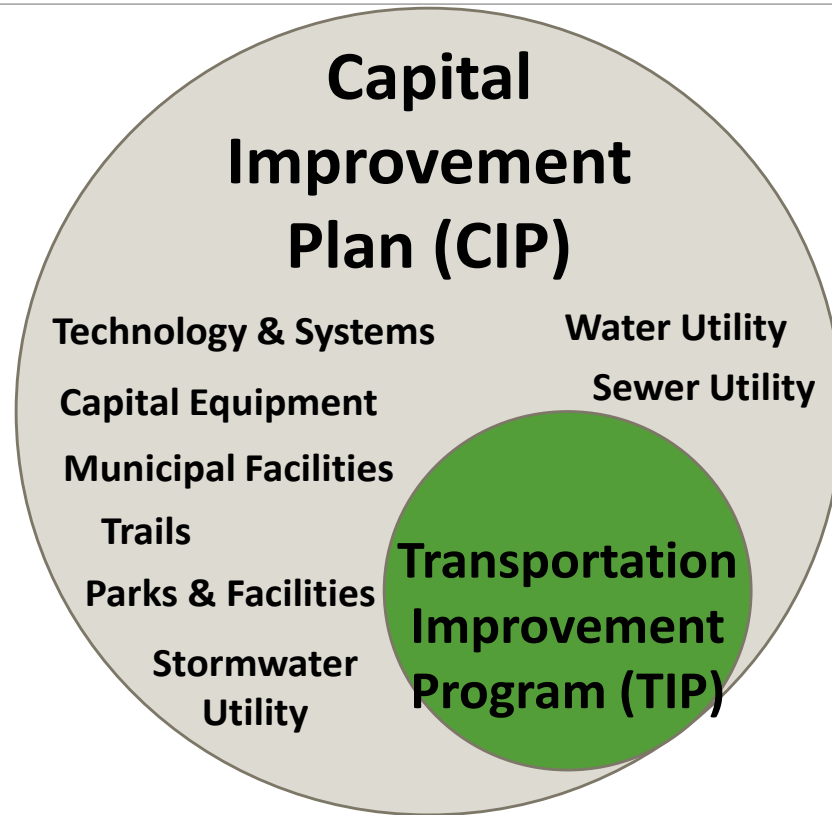 Capital
Improvement
Plan (CIP)
Technology & Systems
Capital Equipment
Municipal Facilities
Trails
Parks & Facilities
Stormwater
Utility
Water Utility
Sewer Utility
Transportation
Improvement
Program (TIP)